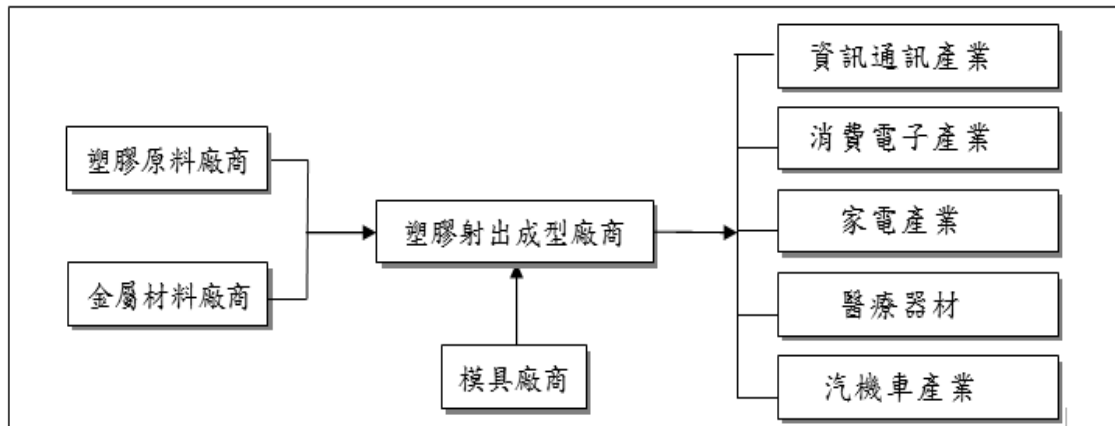 塑膠原料廠商
金屬材料廠商
塑膠射出成型廠商
模具廠商
資訊通訊產業
消費電子產業
家電產業
醫療器材
汽機車產業